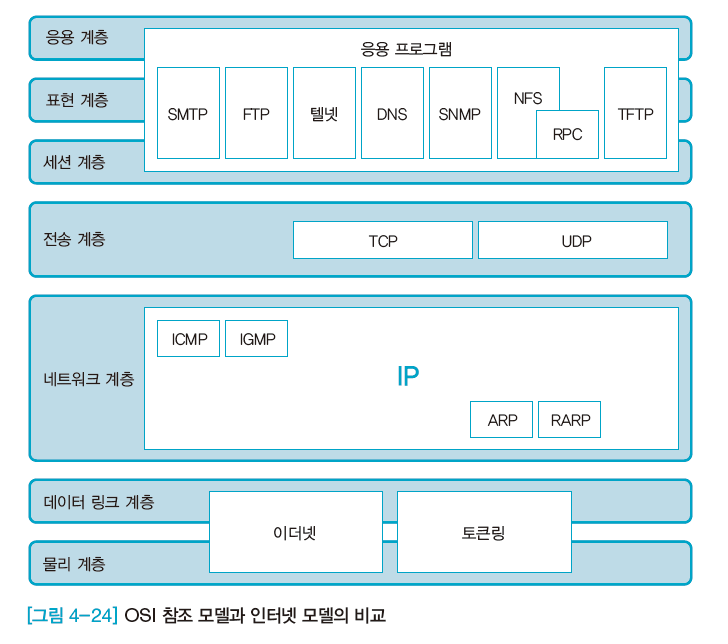 응용 계층
응용 프로그램
표현 계층
SMTP
FTP
텔넷
DNS
SNMP
NFS
RPC
TFTP
세션 계층
전송 계층
TCP
UDP
네트워크 계층
ICMP
IGMP
IP
ARP
RARP
데이터 링크 계층
이더넷
토큰링
물리 계층
[그림 4-24] OSI 참조 모델과 인터넷 모델의 비교